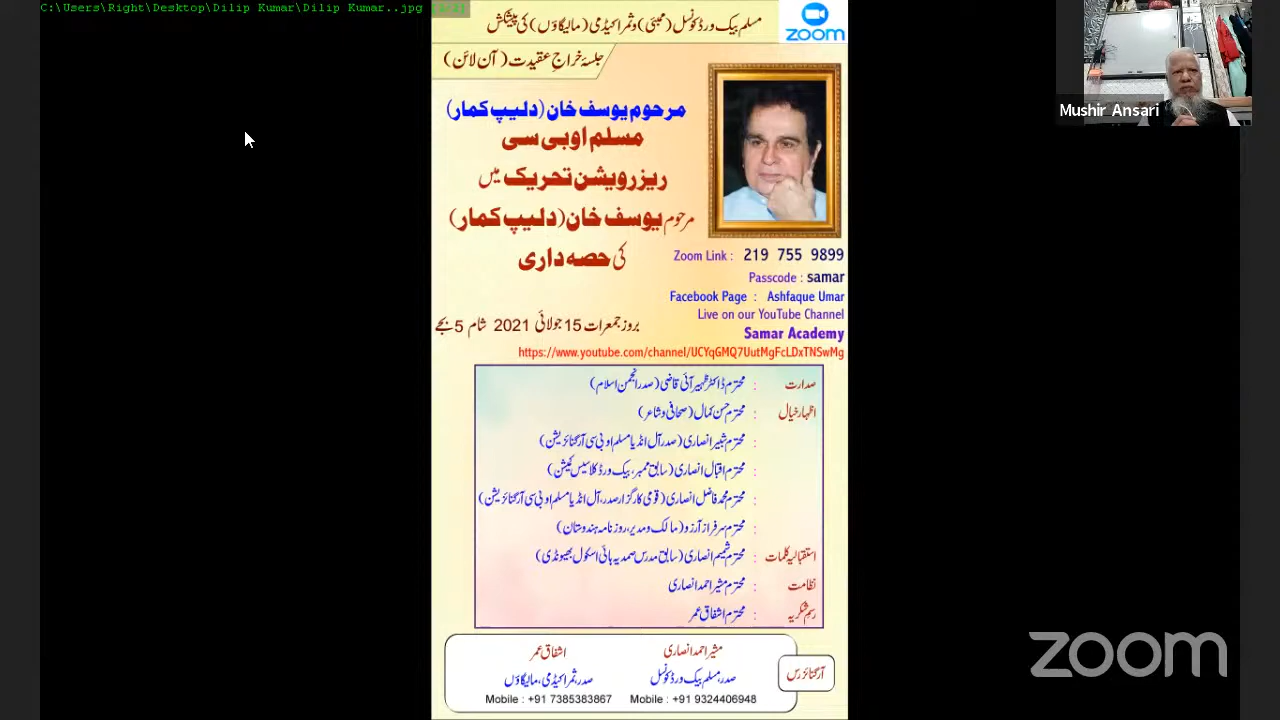 C:\Users\Right\Desktop\Dilip Kumar\Dilip Kumar..jpg [1/2]
مسلم بیک ورڈ کونسل (ممبئی) و ثمر اکیڈمی (مالیگاؤں) کی پیشکش
zoom
جلسۂ خراجِ عقیدت (آن لائن)
مرحوم یوسف خان (دلیپ کمار)
مسلم او بی سی
ریزرویشن تحریک میں
مرحوم یوسف خان (دلیپ کمار)
کی حصہ داری
Zoom Link : 219 755 9899
Passcode : samar
Facebook Page : Ashfaque Umar
Live on our YouTube Channel
Samar Academy
بروز جمعرات 15 جولائی 2021 شام 5 بجے
https://www.youtube.com/channel/UCYqGMQ7UutMgFcLDxTNSwMg
صدارت : محترم ڈاکٹر ظہیر آئی قاضی (صدر انجمن اسلام)
اظہار خیال : محترم حسن کمال (صحافی و شاعر)
: محترم شبیر انصاری (صدر آل انڈیا مسلم او بی سی آرگنائزیشن)
: محترم اقبال انصاری (سابق ممبر، بیک ورڈ کلاسیس کمیشن)
: محترم محمد فاضل انصاری (قومی کارگزار صدر، آل انڈیا مسلم او بی سی آرگنائزیشن)
: محترم سرفراز آرزو (مالک و مدیر، روزنامہ ہندوستان)
استقبالیہ کلمات : محترم شمیم انصاری (سابق مدرس صمدیہ ہائی اسکول بھیونڈی)
نظامت : محترم مشیر احمد انصاری
رسمِ شکریہ : محترم اشفاق عمر
آرگنائزرس
مشیر احمد انصاری
صدر، مسلم بیک ورڈ کونسل
Mobile : +91 9324406948
اشفاق عمر
صدر، ثمر اکیڈمی، مالیگاؤں
Mobile : +91 7385383867
Mushir Ansari
zoom